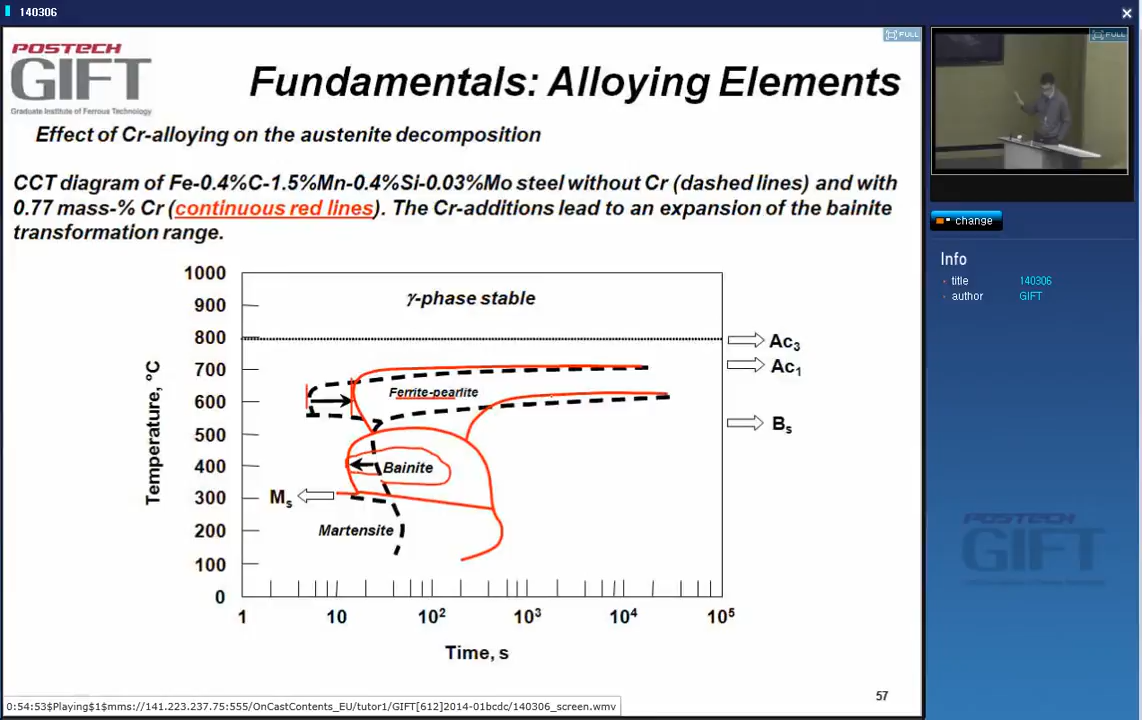 140306
POSTECH
GIFT
Graduate Institute of Ferrous Technology
FULL
Fundamentals: Alloying Elements
Effect of Cr-alloying on the austenite decomposition
CCT diagram of Fe-0.4%C-1.5%Mn-0.4%Si-0.03%Mo steel without Cr (dashed lines) and with
0.77 mass-% Cr (continuous red lines). The Cr-additions lead to an expansion of the bainite
transformation range.
1000
900
800
700
600
500
400
300
200
100
0
Temperature, °C
γ-phase stable
Ferrite-pearlite
Bainite
Martensite
Ms
Ac3
Ac1
Bs
1
10
10²
10³
10⁴
10⁵
Time, s
57
0:54:53$Playing$1$mms://141.223.237.75:555/OnCastContents_EU/tutor1/GIFT[612]2014-01bcdc/140306_screen.wmv
FULL
change
Info
title 140306
author GIFT
POSTECH
GIFT